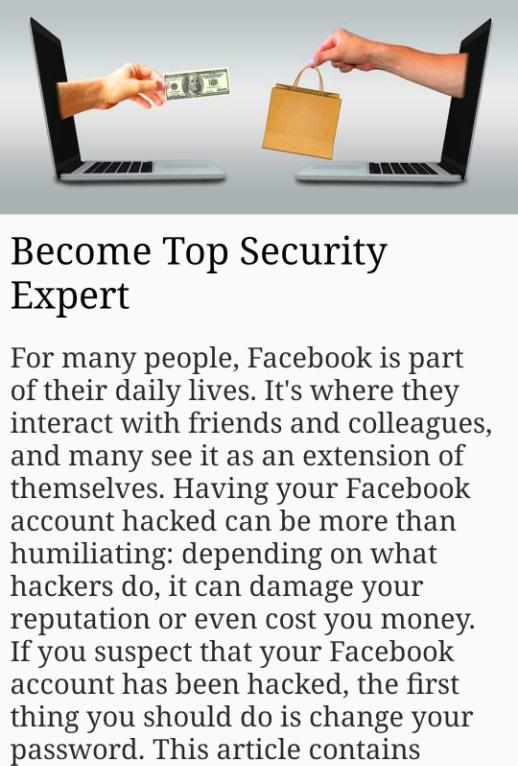 Become Top Security
Expert
For many people, Facebook is part
of their daily lives. It's where they
interact with friends and colleagues,
and many see it as an extension of
themselves. Having your Facebook
account hacked can be more than
humiliating: depending on what
hackers do, it can damage your
reputation or even cost you money.
If you suspect that your Facebook
account has been hacked, the first
thing you should do is change your
password. This article contains